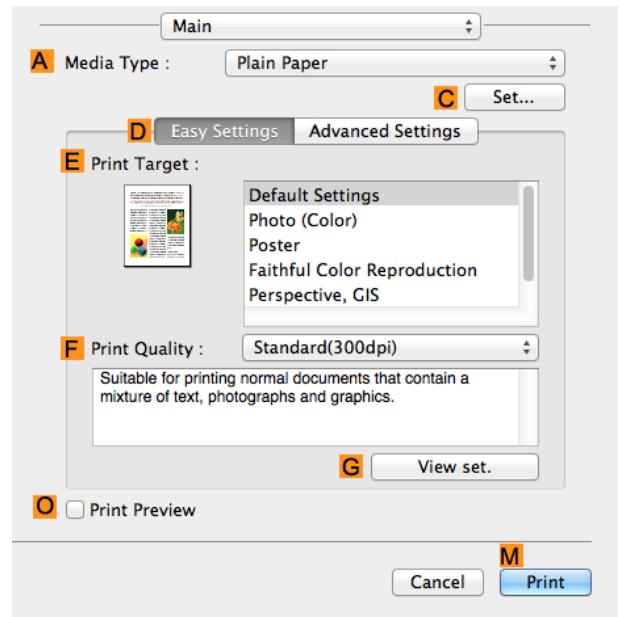 Main
A Media Type : Plain Paper
C Set...
D Easy Settings Advanced Settings
E Print Target :
Default Settings
Photo (Color)
Poster
Faithful Color Reproduction
Perspective, GIS
F Print Quality : Standard(300dpi)
Suitable for printing normal documents that contain a
mixture of text, photographs and graphics.
G View set.
O Print Preview
M
Cancel Print